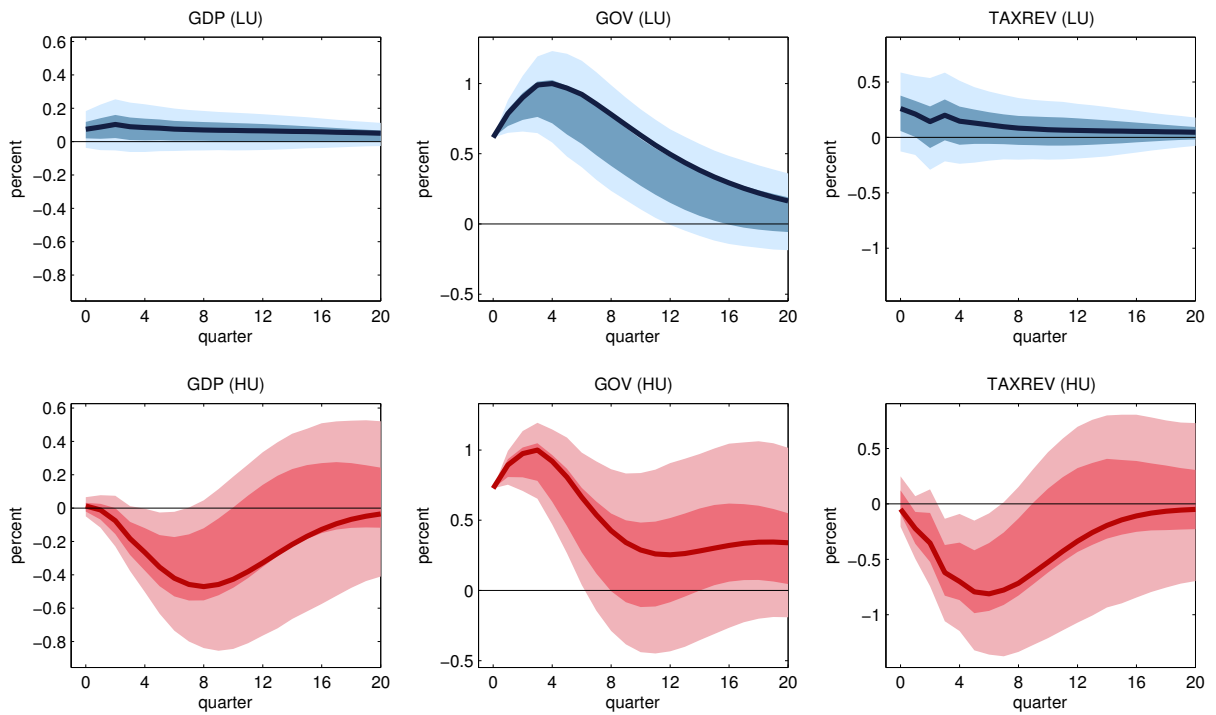 GDP (LU)
percent
0.6
0.4
0.2
0
−0.2
−0.4
−0.6
−0.8
0 4 8 12 16 20
quarter
GOV (LU)
percent
1
0.5
0
−0.5
0 4 8 12 16 20
quarter
TAXREV (LU)
percent
0.5
0
−0.5
−1
0 4 8 12 16 20
quarter
GDP (HU)
percent
0.6
0.4
0.2
0
−0.2
−0.4
−0.6
−0.8
0 4 8 12 16 20
quarter
GOV (HU)
percent
1
0.5
0
−0.5
0 4 8 12 16 20
quarter
TAXREV (HU)
percent
0.5
0
−0.5
−1
0 4 8 12 16 20
quarter